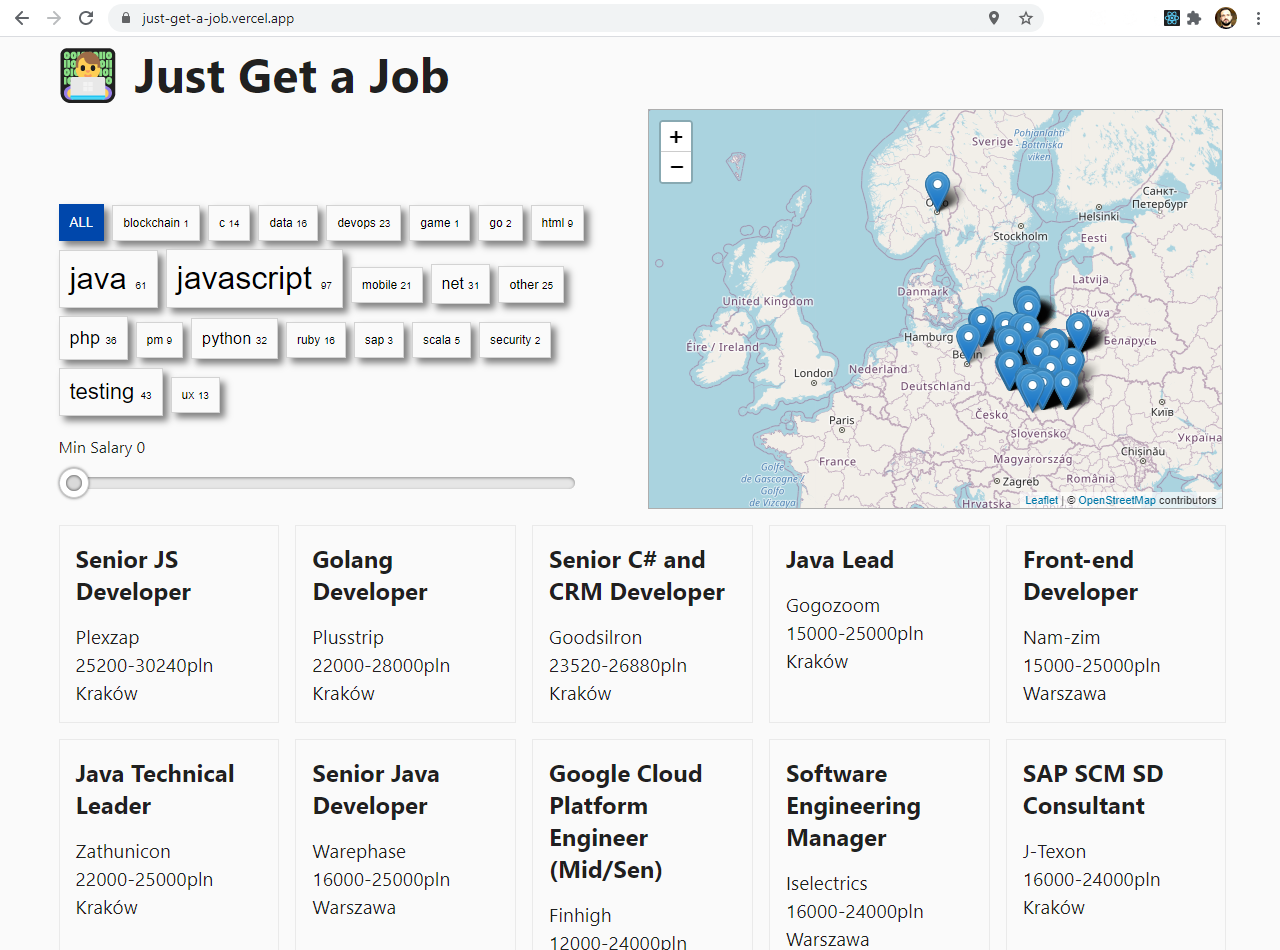 just-get-a-job.vercel.app
Just Get a Job
ALL
blockchain 1
c 14
data 16
devops 23
game 1
go 2
html 9
java 61
javascript 97
mobile 21
net 31
other 25
php 36
pm 9
python 32
ruby 16
sap 3
scala 5
security 2
testing 43
ux 13
Min Salary 0
+
−
Sverige
Pohjanlahti
Bottniska
viken
Санкт-
Петербург
Helsinki
Stockholm
Eesti
Latvija
Danmark
Lietuva
United Kingdom
Hamburg
Беларусь
Éire / Ireland
Berlin
London
Nederland
Deutschland
Paris
Česko
Київ
Slovensko
Україна
France
Magyarország
Chișinău
Golfe
de Gascogne /
Golfo
de Vizcaya
Zagreb
România
Hrvatska
Leaflet | © OpenStreetMap contributors
Senior JS
Developer
Plexzap
25200-30240pln
Kraków
Golang
Developer
Plusstrip
22000-28000pln
Kraków
Senior C# and
CRM Developer
Goodsilron
23520-26880pln
Kraków
Java Lead
Gogozoom
15000-25000pln
Kraków
Front-end
Developer
Nam-zim
15000-25000pln
Warszawa
Java Technical
Leader
Zathunicon
22000-25000pln
Kraków
Senior Java
Developer
Warephase
16000-25000pln
Warszawa
Google Cloud
Platform
Engineer
(Mid/Sen)
Finhigh
12000-24000pln
Software
Engineering
Manager
Iselectrics
16000-24000pln
Warszawa
SAP SCM SD
Consultant
J-Texon
16000-24000pln
Kraków